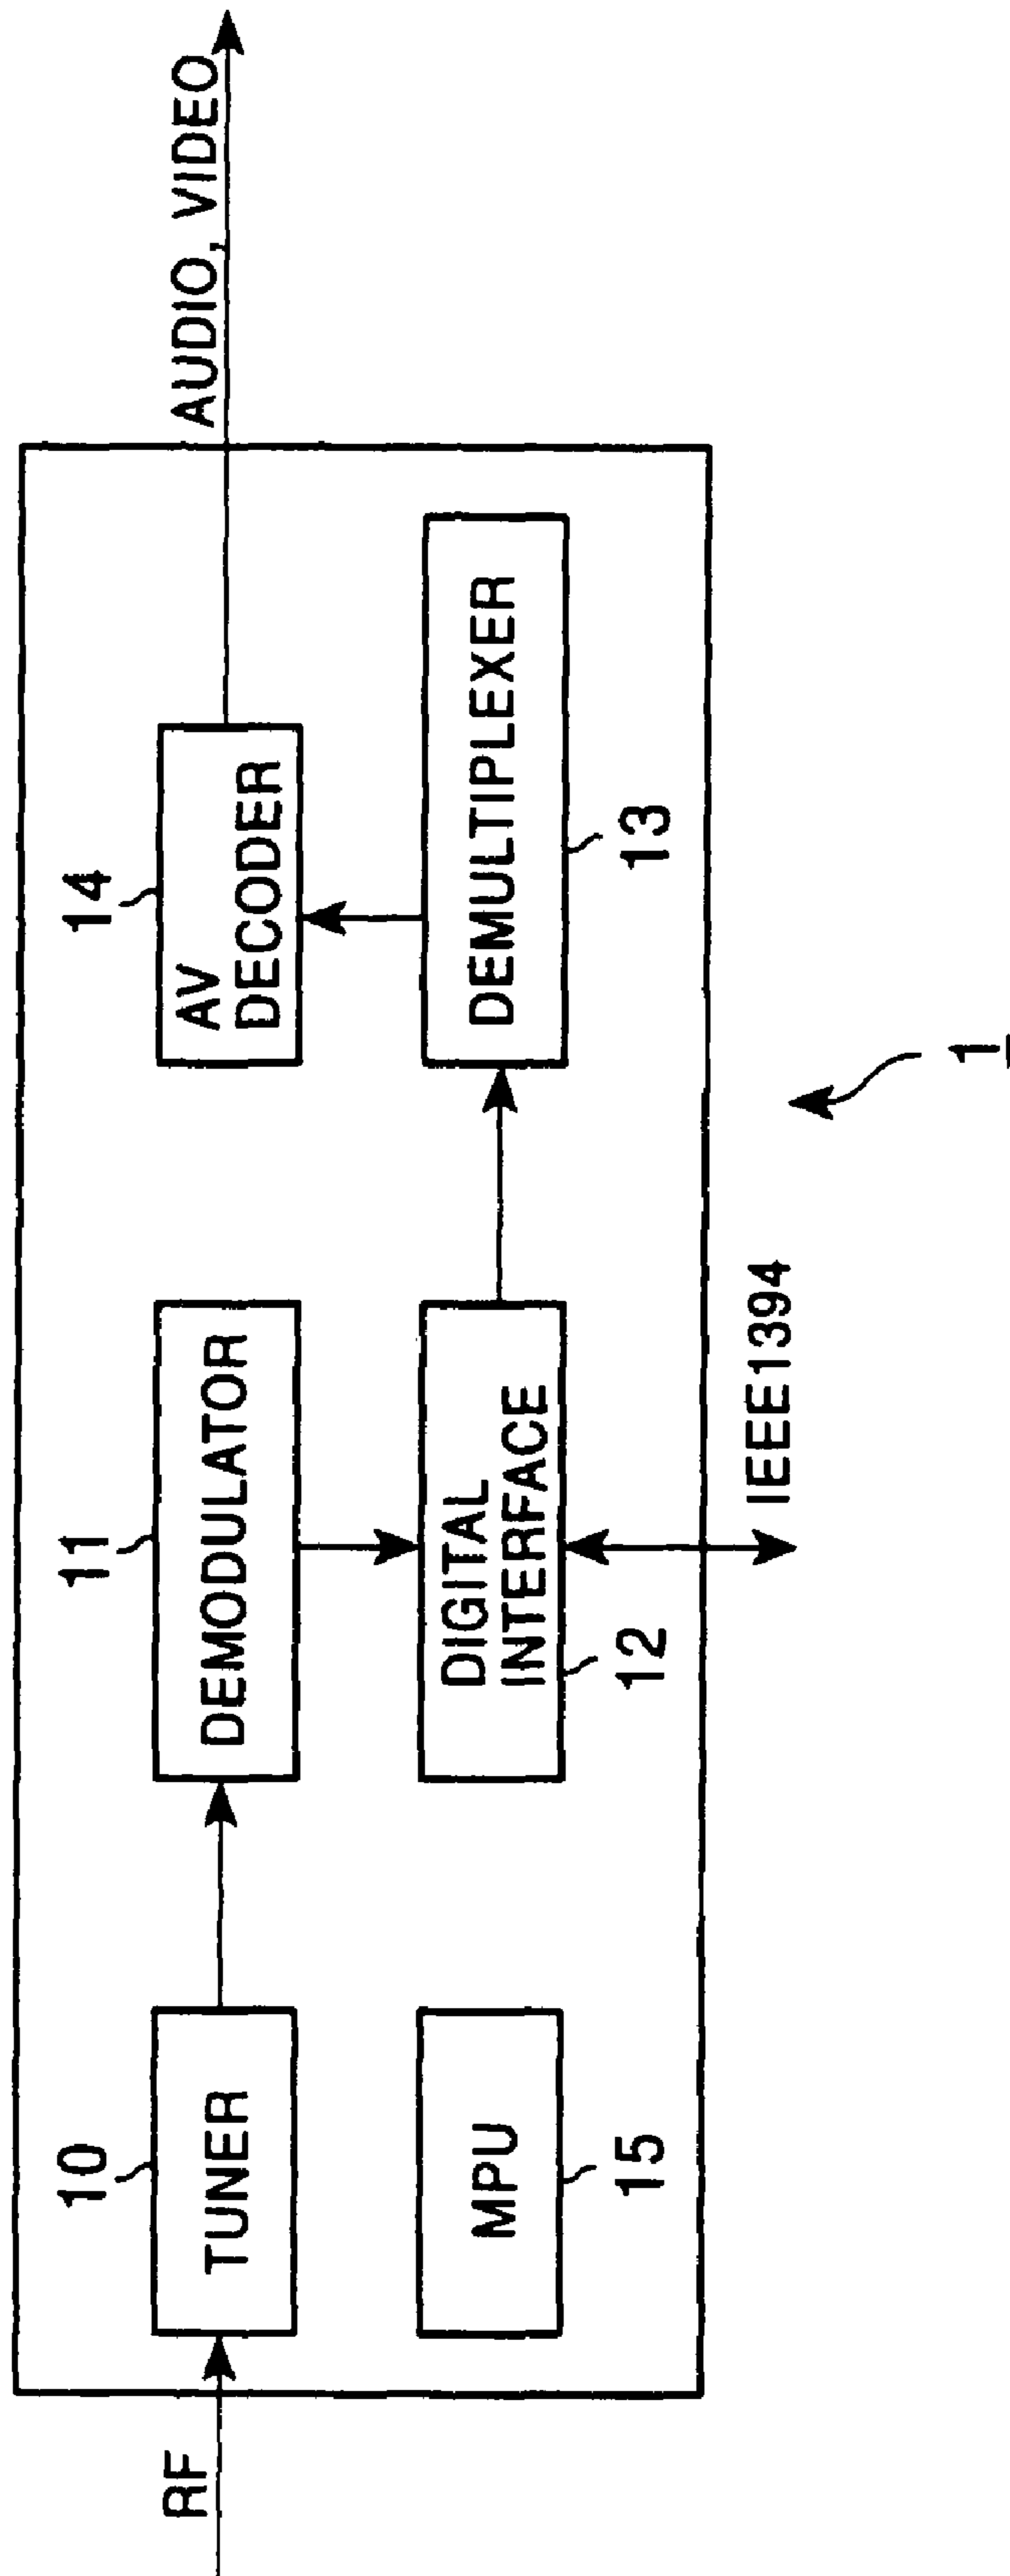 RF
10
TUNER
11
DEMODULATOR
14
AV
DECODER
AUDIO, VIDEO
MPU
15
DIGITAL
INTERFACE
12
DEMULTIPLEXER
13
IEEE1394
1